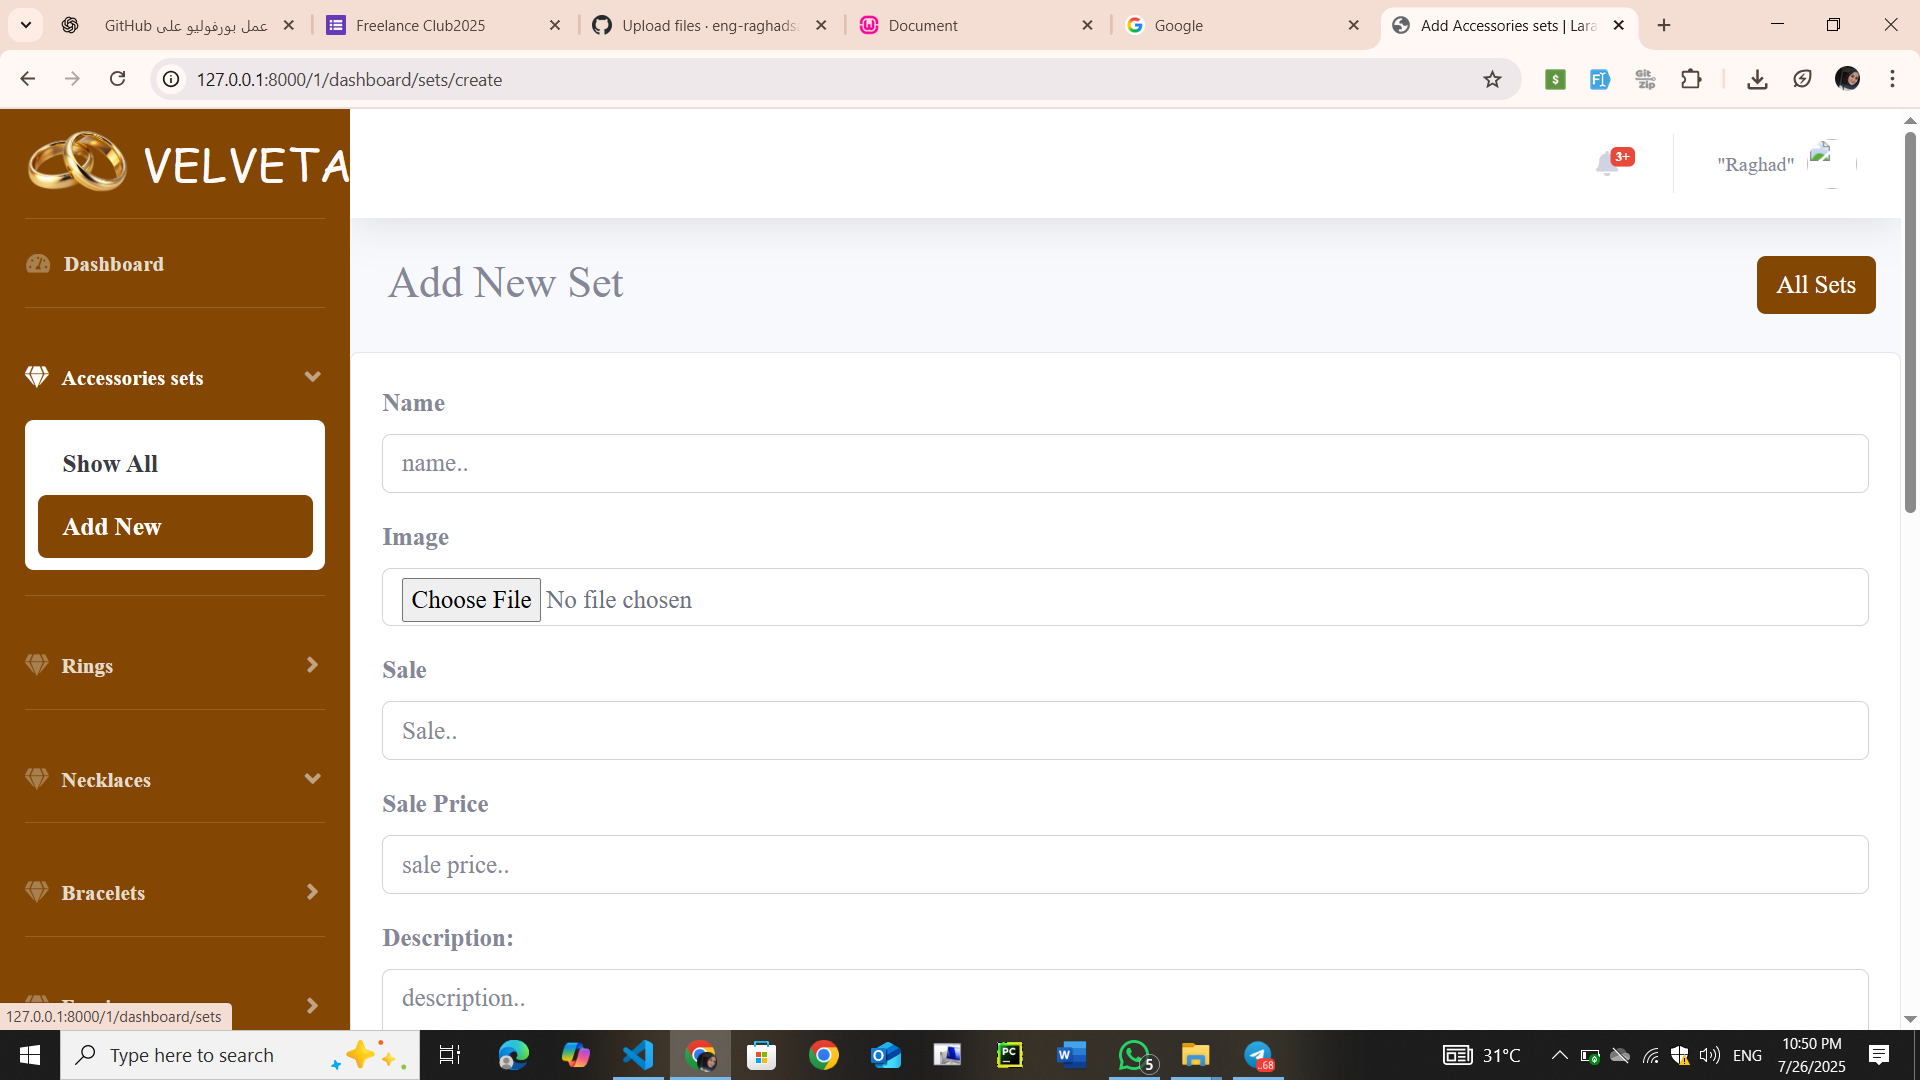 عمل بورفوليو على GitHub
Freelance Club2025
Upload files · eng-raghads
Document
Google
Add Accessories sets | Lara
127.0.0.1:8000/1/dashboard/sets/create
VELVETA
3+
"Raghad"
Dashboard
Add New Set
All Sets
Accessories sets
Show All
Add New
Name
name..
Image
Choose File No file chosen
Sale
Sale..
Rings
Necklaces
Sale Price
sale price..
Bracelets
Description:
description..
127.0.0.1:8000/1/dashboard/sets
Type here to search
5
68
31°C
ENG
10:50 PM
7/26/2025